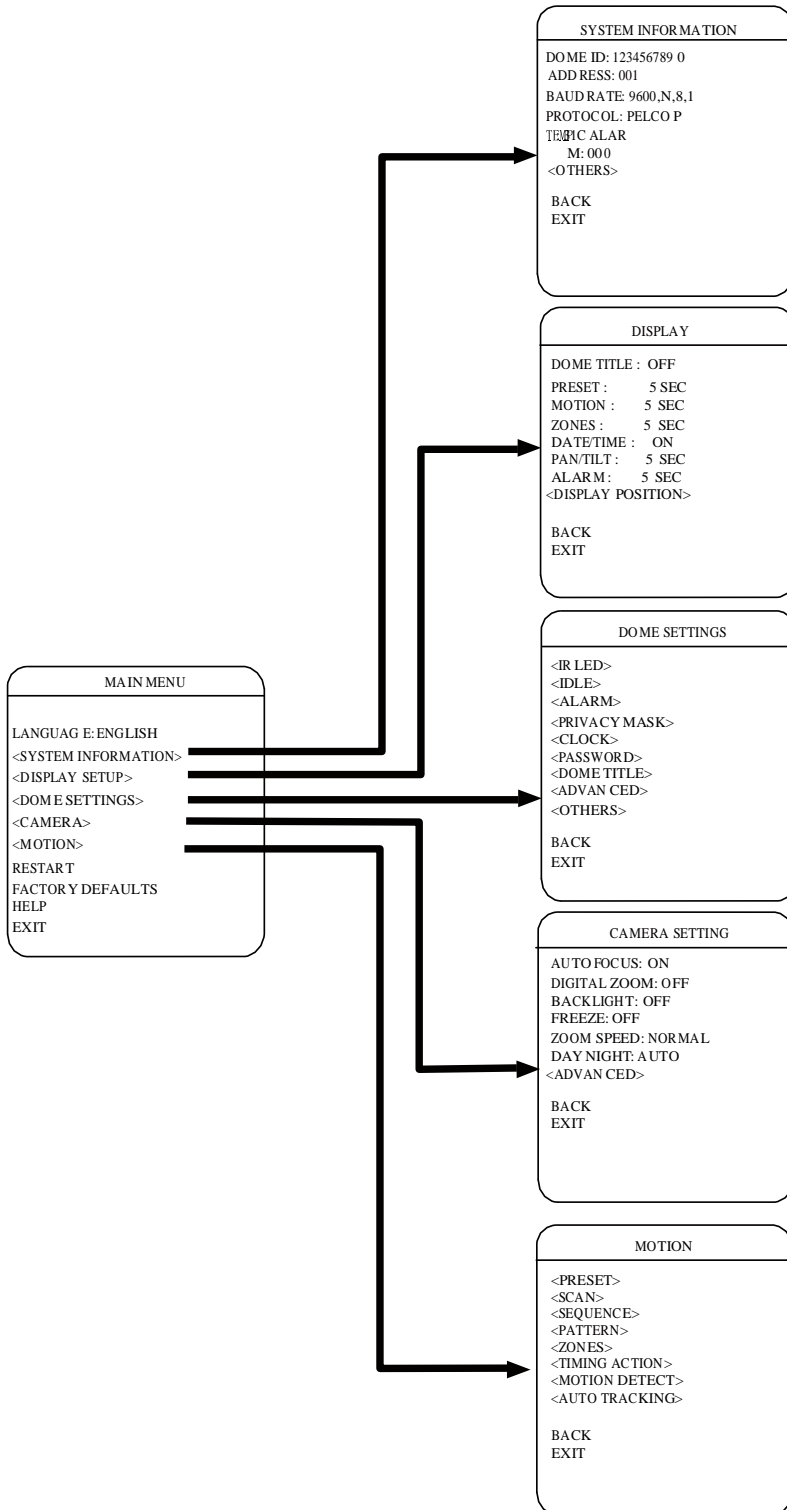 SYSTEM INFORMATION
DOME ID: 123456789 0
ADDRESS: 001
BAUD RATE: 9600,N,8,1
PROTOCOL: PELCO P
IC ALAR
M: 000
<OTHERS>
BACK
EXIT
DISPLAY
DOME TITLE : OFF
PRESET : 5 SEC
MOTION : 5 SEC
ZONES : 5 SEC
DATE/TIME : ON
PAN/TILT : 5 SEC
ALARM : 5 SEC
<DISPLAY POSITION>
BACK
EXIT
DOME SETTINGS
<IR LED>
<IDLE>
<ALARM>
<PRIVACY MASK>
<CLOCK>
<PASSWORD>
<DOME TITLE>
<ADVANCED>
<OTHERS>
BACK
EXIT
MAIN MENU
LANGUAGE: ENGLISH
<SYSTEM INFORMATION>
<DISPLAY SETUP>
<DOME SETTINGS>
<CAMERA>
<MOTION>
RESTART
FACTORY DEFAULTS
HELP
EXIT
CAMERA SETTING
AUTO FOCUS: ON
DIGITAL ZOOM: OFF
BACKLIGHT: OFF
FREEZE: OFF
ZOOM SPEED: NORMAL
DAY NIGHT: AUTO
<ADVANCED>
BACK
EXIT
MOTION
<PRESET>
<SCAN>
<SEQUENCE>
<PATTERN>
<ZONES>
<TIMING ACTION>
<MOTION DETECT>
<AUTO TRACKING>
BACK
EXIT